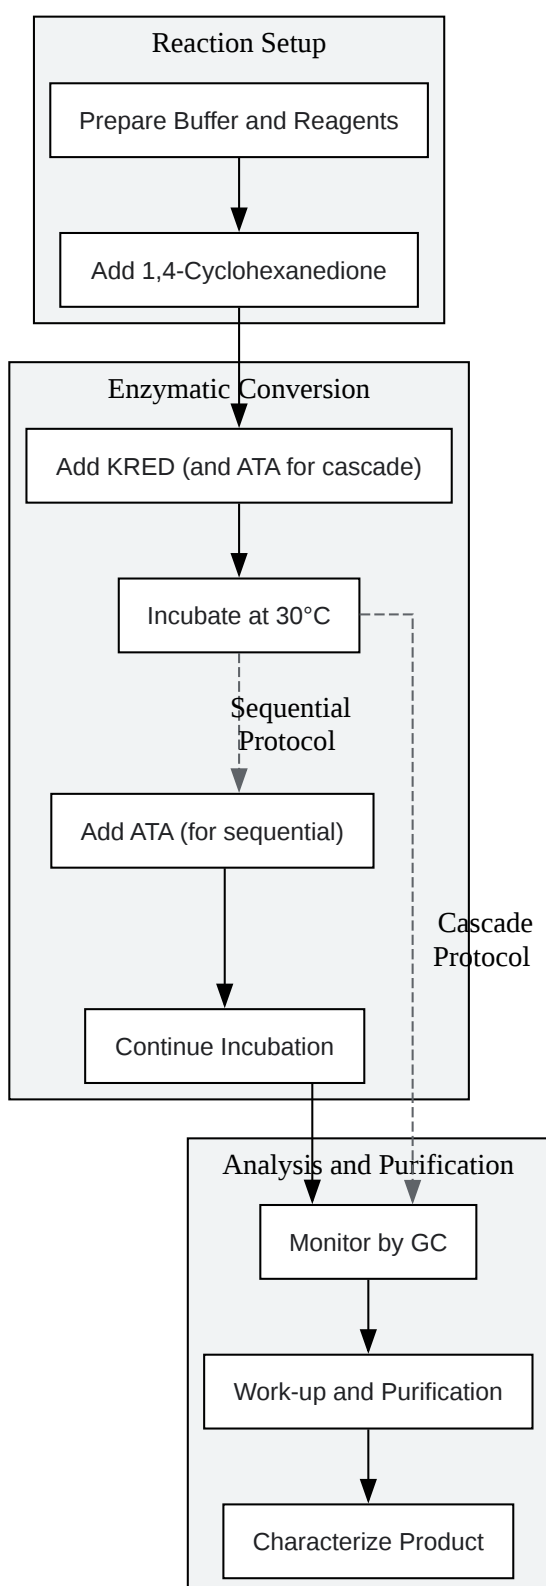 Reaction Setup
Prepare Buffer and Reagents
Add 1,4-Cyclohexanedione
Enzymatic Conversion
Add KRED (and ATA for cascade)
Incubate at 30°C
Sequential
Protocol
Add ATA (for sequential)
Cascade
Protocol
Continue Incubation
Analysis and Purification
Monitor by GC
Work-up and Purification
Characterize Product